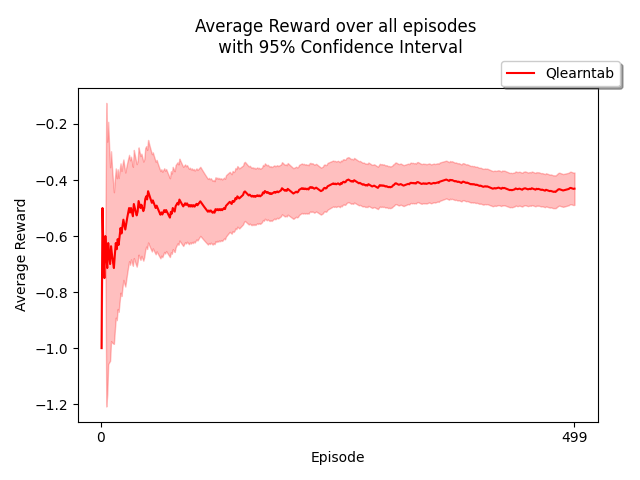 Average Reward over all episodes
with 95% Confidence Interval
Qlearntab
−0.2
−0.4
−0.6
−0.8
−1.0
−1.2
Average Reward
0
499
Episode